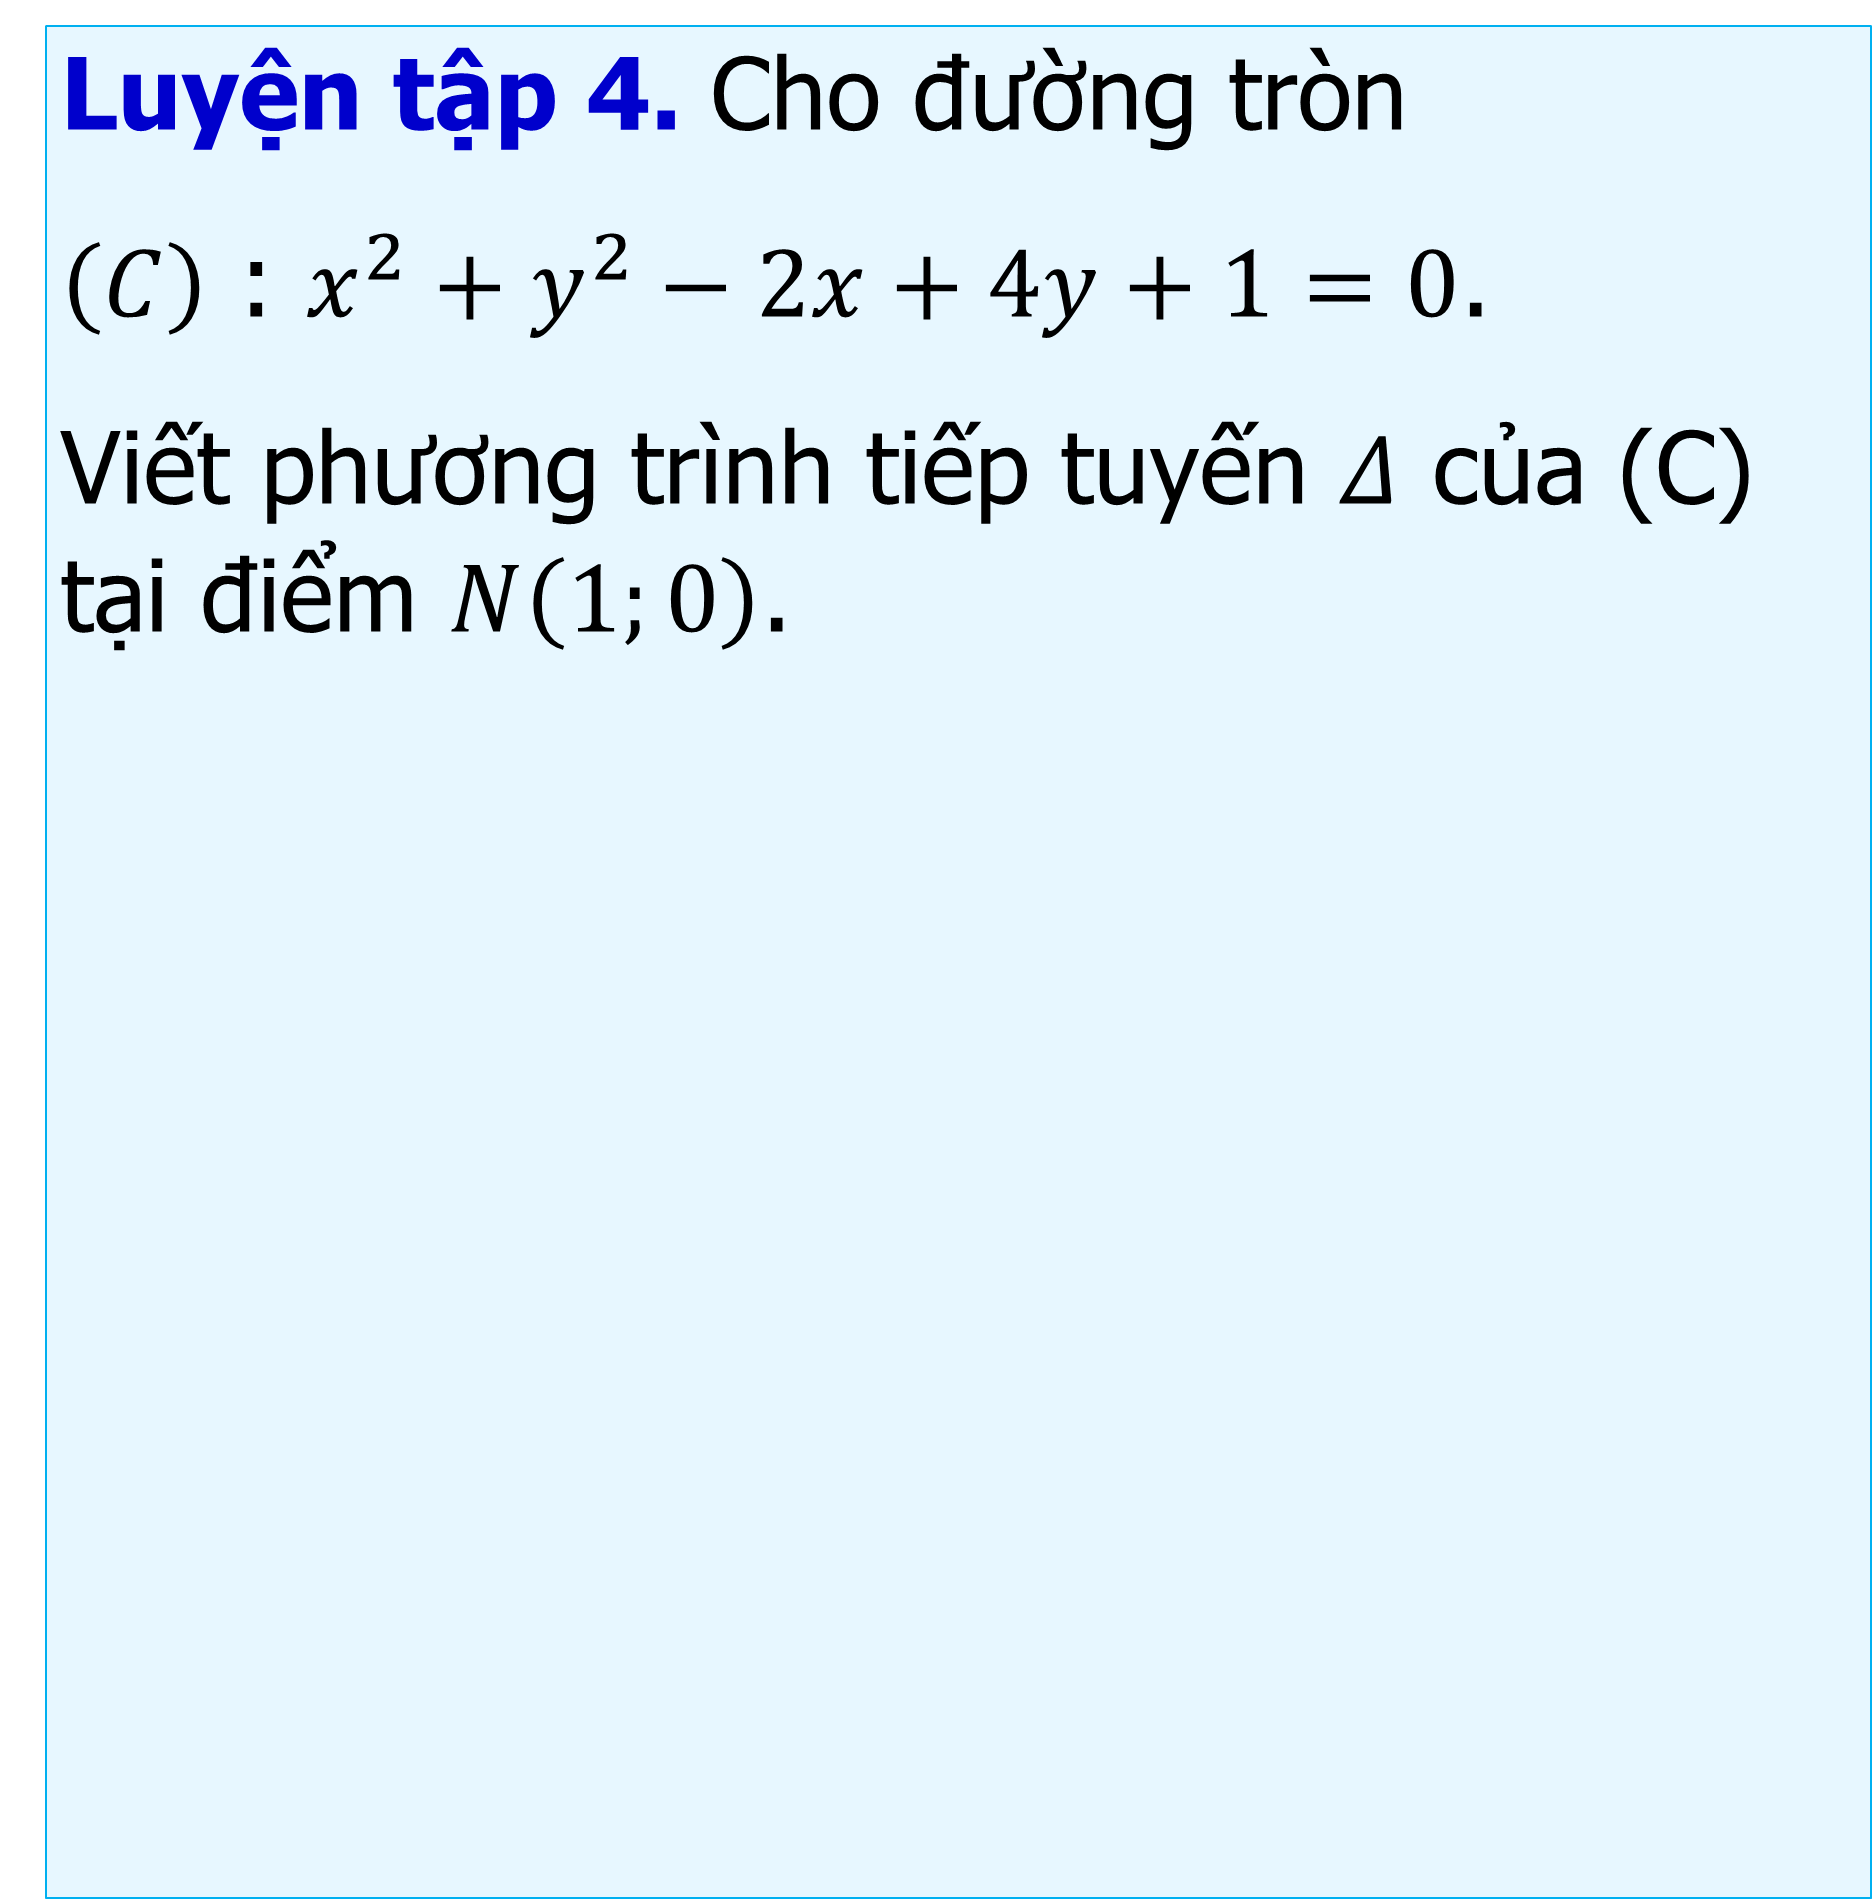 Luyện tập 4. Cho đường tròn
(C) : x² + y² − 2x + 4y + 1 = 0.
Viết phương trình tiếp tuyến Δ của (C)
tại điểm N(1; 0).